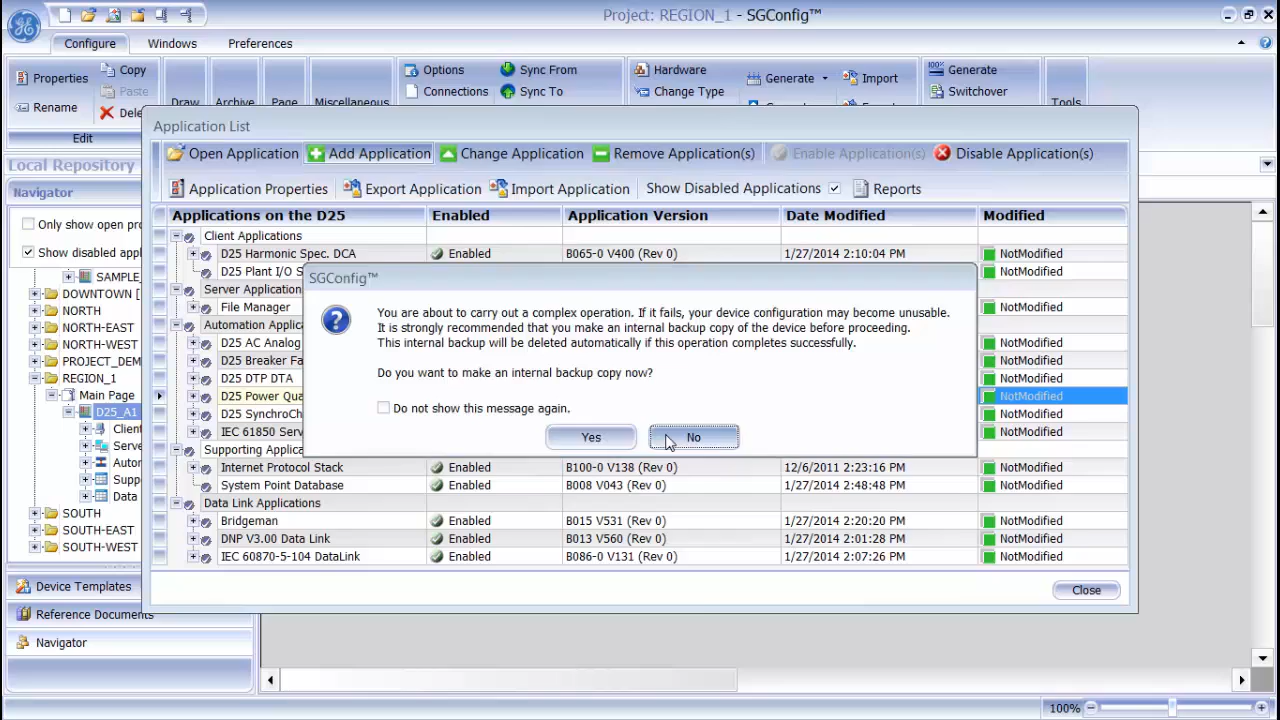 Project: REGION_1 - SGConfig™
Configure Windows Preferences
Properties Copy Draw Archive Page Miscellaneous Options Sync From Hardware Generate Import Generate
Rename Paste Connections Sync To Change Type Switchover Tools
Dele
Edit
Local Repository
Navigator
Only show open pro
Show disabled appl
SAMPLE_
DOWNTOWN [
NORTH
NORTH-EAST
NORTH-WEST
PROJECT_DEM
REGION_1
Main Page
D25_A1
Client
Serve
Autor
Supp
Data
SOUTH
SOUTH-EAST
SOUTH-WEST
Device Templates
Reference Documents
Navigator
Application List
Open Application Add Application Change Application Remove Application(s) Enable Application(s) Disable Application(s)
Application Properties Export Application Import Application Show Disabled Applications Reports
Applications on the D25 Enabled Application Version Date Modified Modified
Client Applications
D25 Harmonic Spec. DCA Enabled B065-0 V400 (Rev 0) 1/27/2014 2:10:04 PM NotModified
D25 Plant I/O S NotModified
Server Application
File Manager NotModified
Automation Applica
D25 AC Analog NotModified
D25 Breaker Fa NotModified
D25 DTP DTA NotModified
D25 Power Qua NotModified
D25 SynchroCh NotModified
IEC 61850 Serv NotModified
Supporting Applica
Internet Protocol Stack Enabled B100-0 V138 (Rev 0) 12/6/2011 2:23:16 PM NotModified
System Point Database Enabled B008 V043 (Rev 0) 1/27/2014 2:48:48 PM NotModified
Data Link Applications
Bridgeman Enabled B015 V531 (Rev 0) 1/27/2014 2:20:20 PM NotModified
DNP V3.00 Data Link Enabled B013 V560 (Rev 0) 1/27/2014 2:01:28 PM NotModified
IEC 60870-5-104 DataLink Enabled B086-0 V131 (Rev 0) 1/27/2014 2:07:26 PM NotModified
Close
SGConfig™
You are about to carry out a complex operation. If it fails, your device configuration may become unusable.
It is strongly recommended that you make an internal backup copy of the device before proceeding.
This internal backup will be deleted automatically if this operation completes successfully.
Do you want to make an internal backup copy now?
Do not show this message again.
Yes No
100%